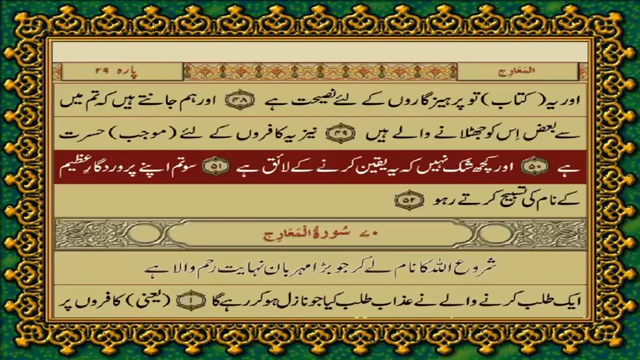 المعارج
پارہ ۲۹
اور یہ (کتاب) تو پرہیزگاروں کے لئے نصیحت ہے ﴿۴۸﴾ اور ہم جانتے ہیں کہ تم میں
سے بعض اِس کو جھٹلانے والے ہیں ﴿۴۹﴾ نیز یہ کافروں کے لئے (موجب) حسرت
ہے ﴿۵۰﴾ اور کچھ شک نہیں کہ یہ یقین کرنے کے لائق ہے ﴿۵۱﴾ سو تم اپنے پروردگارِ عظیم
کے نام کی تسبیح کرتے رہو ﴿۵۲﴾
۷۰ سُورةُ الْمَعَارِج
شروع اللہ کا نام لے کر جو بڑا مہربان نہایت رحم والا ہے
ایک طلب کرنے والے نے عذاب طلب کیا جو نازل ہو کر رہے گا ﴿۱﴾ (یعنی) کافروں پر